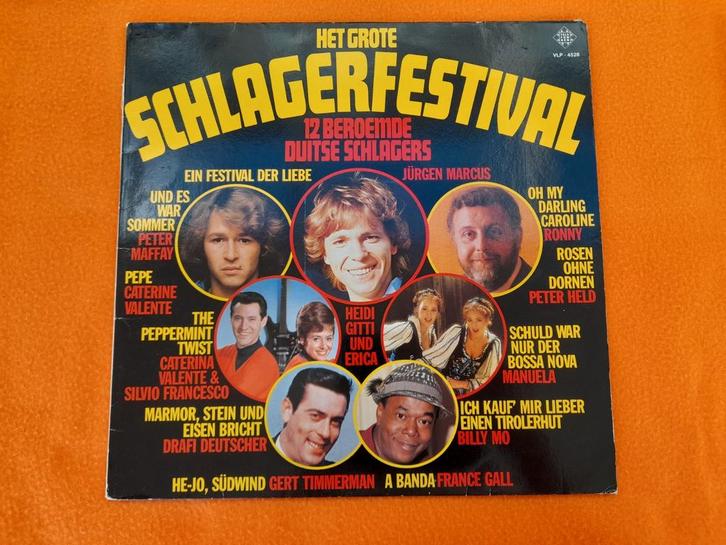 HET GROTE
VLP - 4528
SCHLAGERFESTIVAL
12 BEROEMDE
DUITSE SCHLAGERS
EIN FESTIVAL DER LIEBE
JÜRGEN MARCUS
UND ES
WAR
SOMMER
PETER
MAFFAY
OH MY
DARLING
CAROLINE
RONNY
ROSEN
OHNE
DORNEN
PETER HELD
PEPE
CATERINE
VALENTE
THE
PEPPERMINT
TWIST
CATERINA
VALENTE &
SILVIO FRANCESCO
HEIDI
GITTI
UND
ERICA
SCHULD WAR
NUR DER
BOSSA NOVA
MANUELA
MARMOR, STEIN UND
EISEN BRICHT
DRAFI DEUTSCHER
ICH KAUF' MIR LIEBER
EINEN TIROLERHUT
BILLY MO
HE-JO, SÜDWIND GERT TIMMERMAN
A BANDA FRANCE GALL